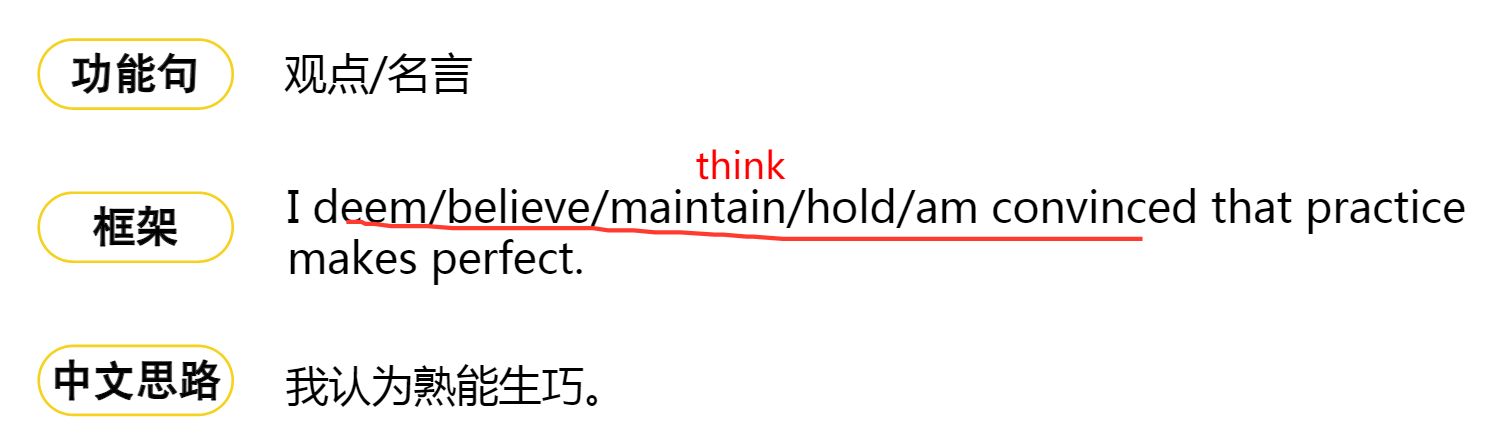 功能句 观点/名言
think
框架 I deem/believe/maintain/hold/am convinced that practice
makes perfect.
中文思路 我认为熟能生巧。